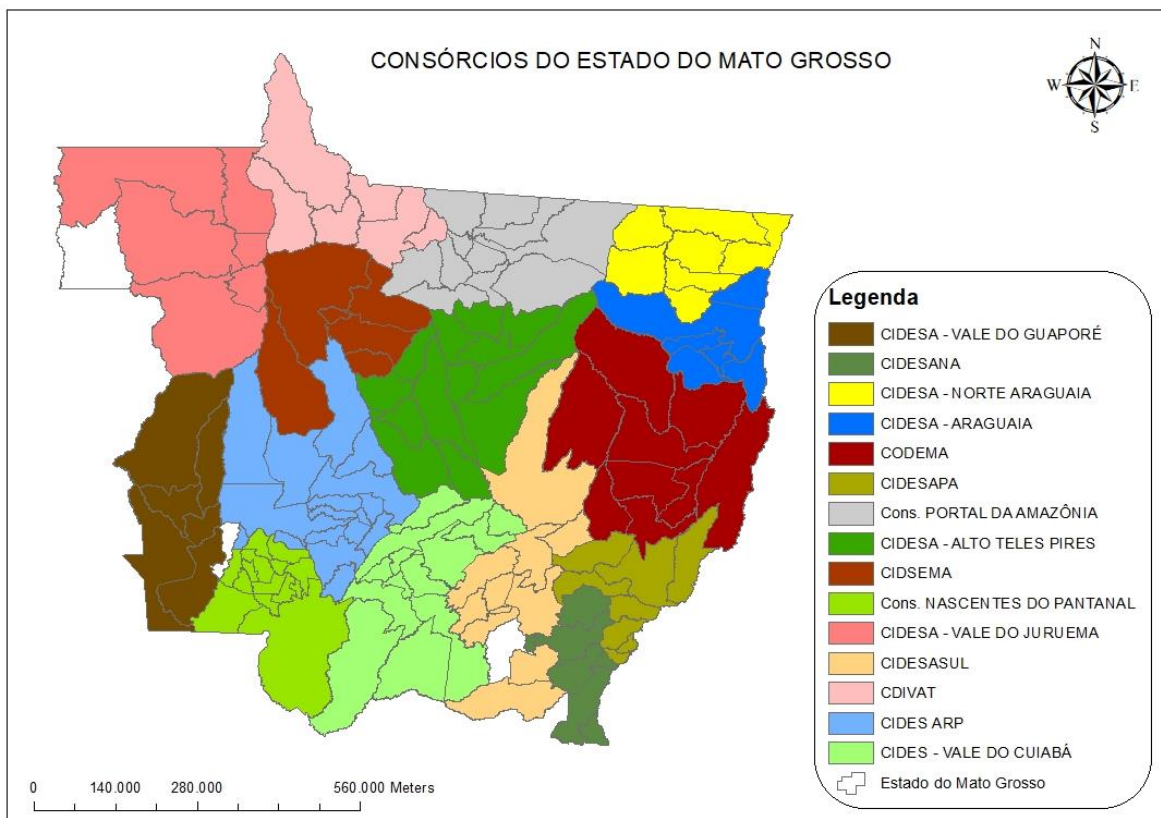 CONSÓRCIOS DO ESTADO DO MATO GROSSO
N
W E
S
Legenda
CIDESA - VALE DO GUAPORÉ
CIDESANA
CIDESA - NORTE ARAGUAIA
CIDESA - ARAGUAIA
CODEMA
CIDESAPA
Cons. PORTAL DA AMAZÔNIA
CIDESA - ALTO TELES PIRES
CIDSEMA
Cons. NASCENTES DO PANTANAL
CIDESA - VALE DO JURUEMA
CIDESASUL
CDIVAT
CIDES ARP
CIDES - VALE DO CUIABÁ
Estado do Mato Grosso
0 140.000 280.000 560.000 Meters